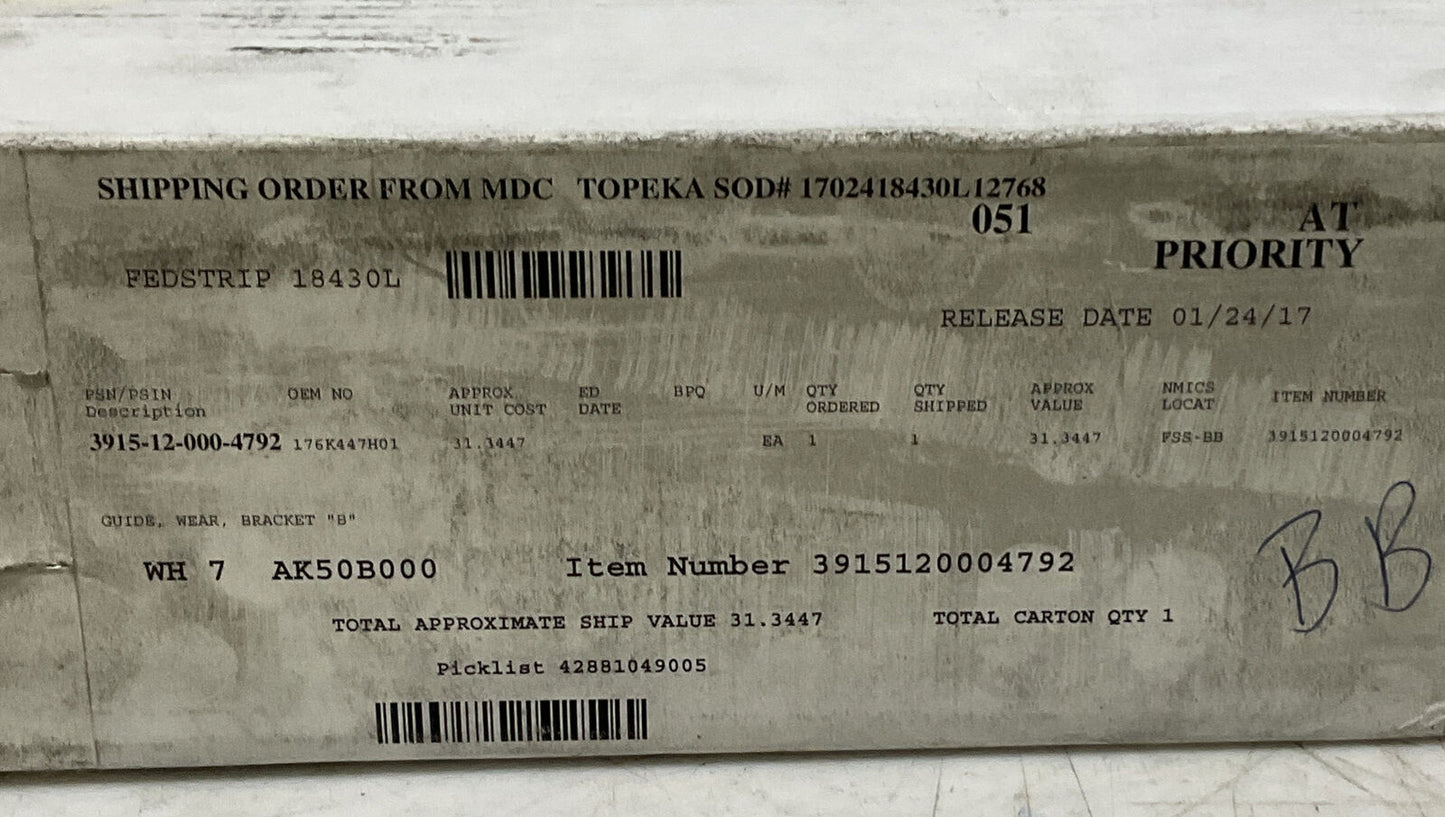 SHIPPING ORDER FROM MDC TOPEKA SOD# 1702418430L12768
051 AT
PRIORITY
FEDSTRIP 18430L
RELEASE DATE 01/24/17
PSN/PSIN OEM NO APPROX ED BPQ U/M QTY QTY APPROX NMICS ITEM NUMBER
Description UNIT COST DATE ORDERED SHIPPED VALUE LOCAT
3915-12-000-4792 176K447H01 31.3447 EA 1 1 31.3447 FSS-BB 3915120004792
GUIDE, WEAR, BRACKET "B"
WH 7 AK50B000 Item Number 3915120004792
BB
TOTAL APPROXIMATE SHIP VALUE 31.3447 TOTAL CARTON QTY 1
Picklist 42881049005